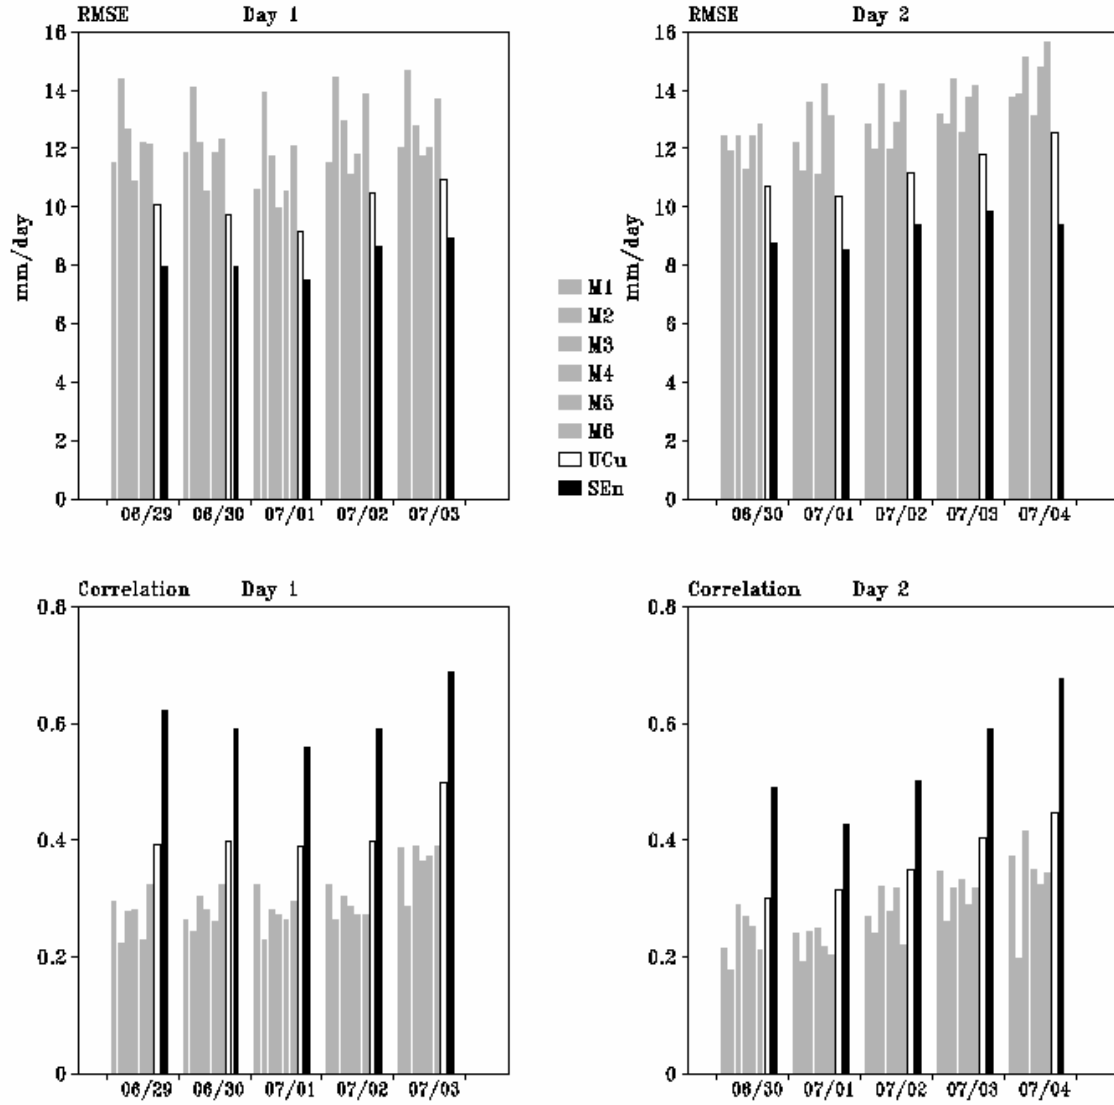 RMSE Day 1
16
14
12
10
8
6
4
2
0
mm/day
06/29 06/30 07/01 07/02 07/03
M1
M2
M3
M4
M5
M6
UCu
SEn
RMSE Day 2
16
14
12
10
8
6
4
2
0
mm/day
06/30 07/01 07/02 07/03 07/04
Correlation Day 1
0.8
0.6
0.4
0.2
0
06/29 06/30 07/01 07/02 07/03
Correlation Day 2
0.8
0.6
0.4
0.2
0
06/30 07/01 07/02 07/03 07/04